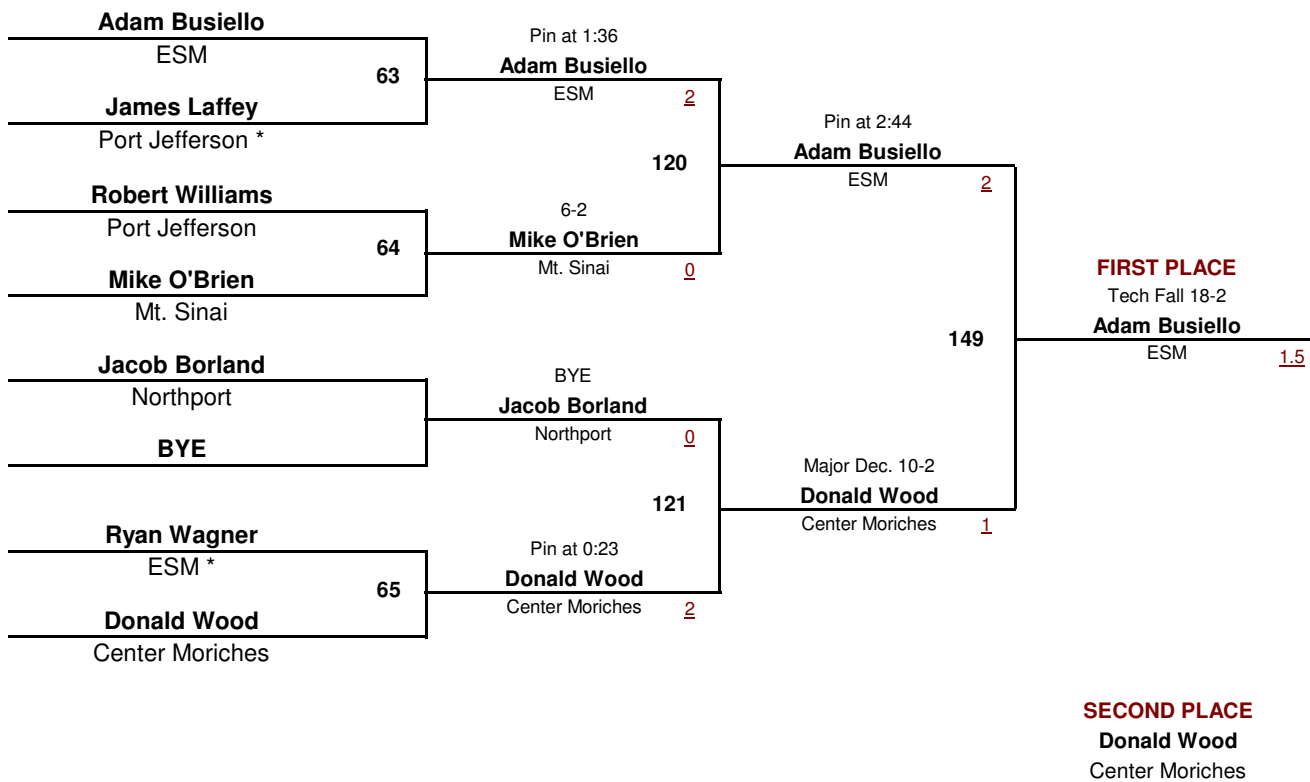 Adam Busiello
ESM
63
James Laffey
Port Jefferson *
Robert Williams
Port Jefferson
64
Mike O'Brien
Mt. Sinai
Jacob Borland
Northport
BYE
Ryan Wagner
ESM *
65
Donald Wood
Center Moriches
Pin at 1:36
Adam Busiello
ESM 2
120
6-2
Mike O'Brien
Mt. Sinai 0
BYE
Jacob Borland
Northport 0
121
Pin at 0:23
Donald Wood
Center Moriches 2
Pin at 2:44
Adam Busiello
ESM 2
149
Major Dec. 10-2
Donald Wood
Center Moriches 1
FIRST PLACE
Tech Fall 18-2
Adam Busiello
ESM 1.5
SECOND PLACE
Donald Wood
Center Moriches